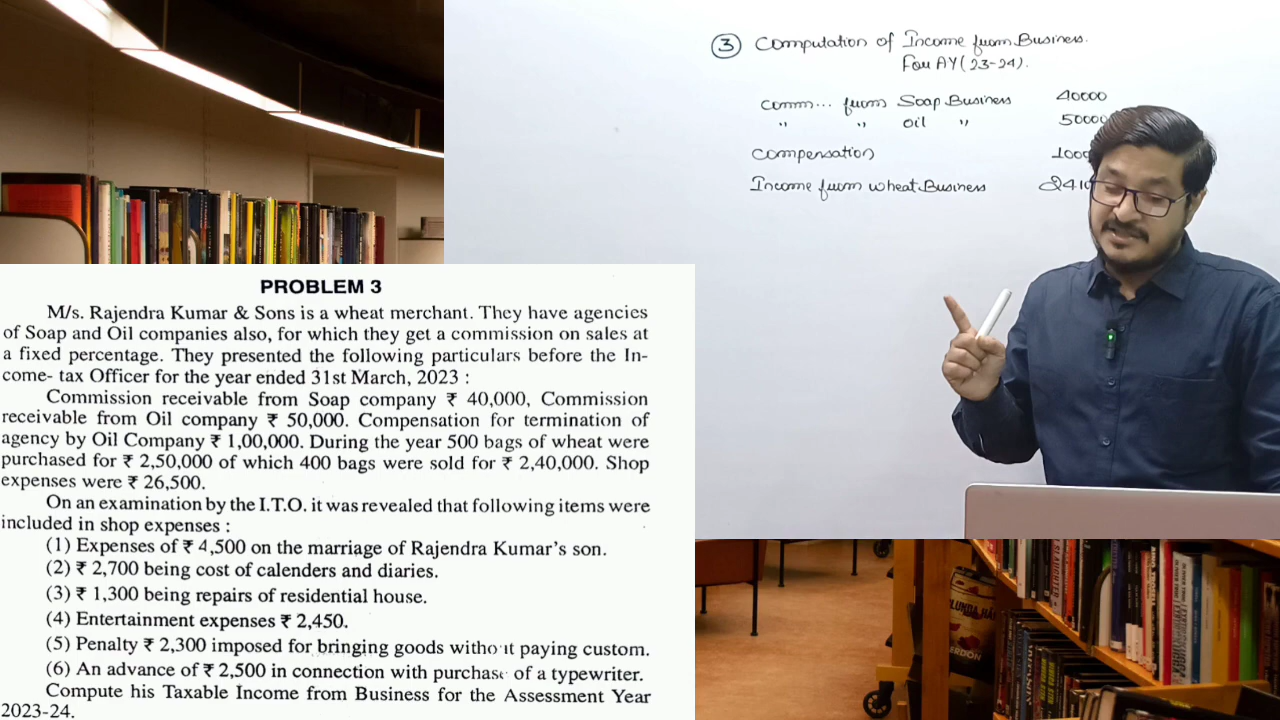 ③ Computation of Income from Business.
For AY(23-24).
Comm... from Soap Business 40000
" " Oil " 50000
Compensation
Income from wheat Business
PROBLEM 3
M/s. Rajendra Kumar & Sons is a wheat merchant. They have agencies
of Soap and Oil companies also, for which they get a commission on sales at
a fixed percentage. They presented the following particulars before the In-
come- tax Officer for the year ended 31st March, 2023 :
Commission receivable from Soap company ₹ 40,000, Commission
receivable from Oil company ₹ 50,000. Compensation for termination of
agency by Oil Company ₹ 1,00,000. During the year 500 bags of wheat were
purchased for ₹ 2,50,000 of which 400 bags were sold for ₹ 2,40,000. Shop
expenses were ₹ 26,500.
On an examination by the I.T.O. it was revealed that following items were
included in shop expenses :
(1) Expenses of ₹ 4,500 on the marriage of Rajendra Kumar's son.
(2) ₹ 2,700 being cost of calenders and diaries.
(3) ₹ 1,300 being repairs of residential house.
(4) Entertainment expenses ₹ 2,450.
(5) Penalty ₹ 2,300 imposed for bringing goods without paying custom.
(6) An advance of ₹ 2,500 in connection with purchase of a typewriter.
Compute his Taxable Income from Business for the Assessment Year
2023-24.